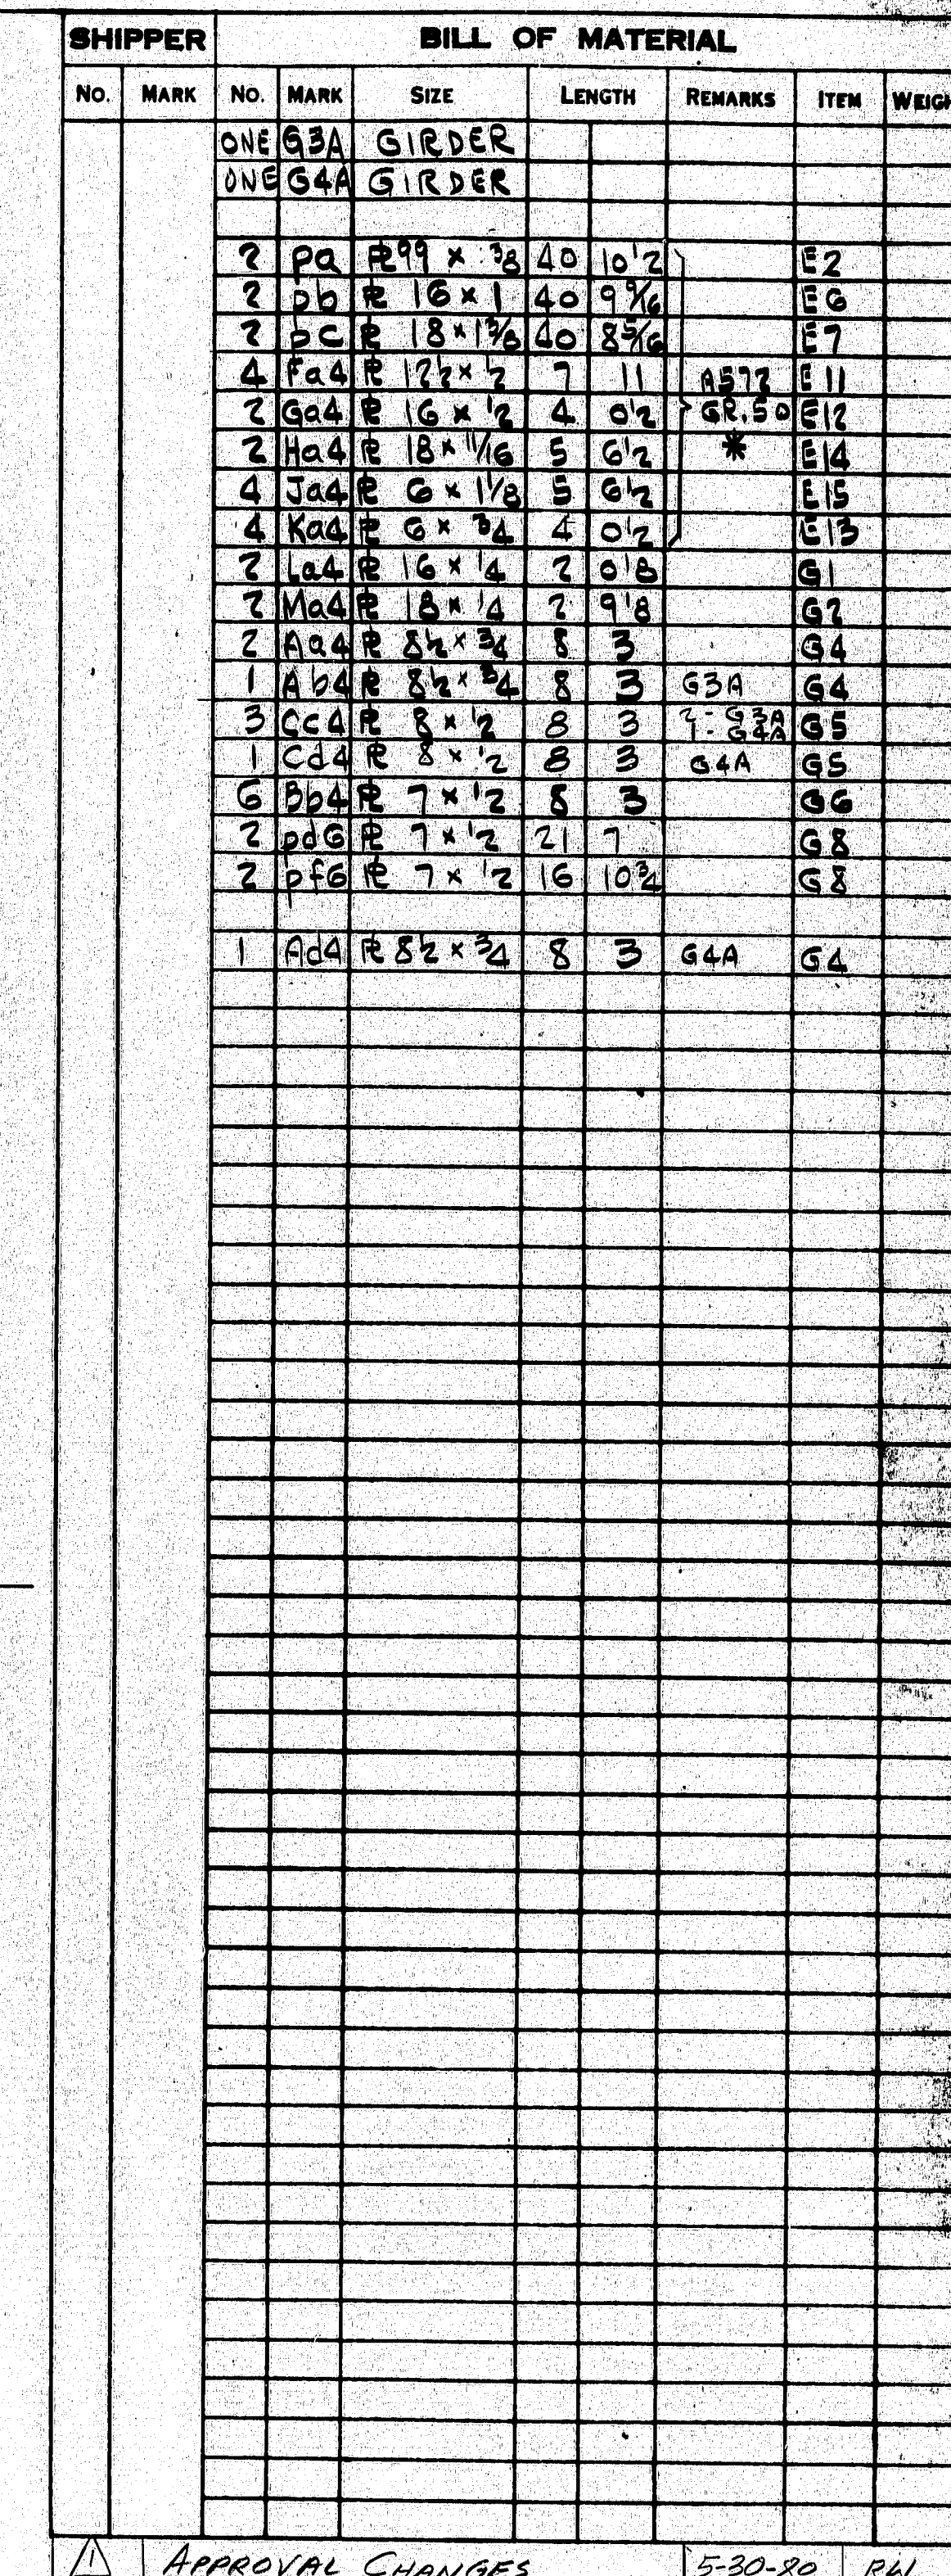 SHIPPER BILL OF MATERIAL
NO. MARK NO. MARK SIZE LENGTH REMARKS ITEM WEIGH
ONE G3A GIRDER
ONE G4A GIRDER
2 pa ⅊ 99 × 3/8 40 10 1/2 E2
2 pb ⅊ 16 × 1 40 9 9/16 E6
2 pc ⅊ 18 × 1 3/8 40 8 5/16 E7
4 Fa4 ⅊ 12 1/2 × 1/2 7 11 A572 E11
2 Ga4 ⅊ 16 × 1/2 4 0 1/2 GR.50 E12
2 Ha4 ⅊ 18 × 11/16 5 6 1/2 * E14
4 Ja4 ⅊ 6 × 1 1/8 5 6 1/2 E15
4 Ka4 ⅊ 6 × 3/4 4 0 1/2 E13
2 La4 ⅊ 16 × 1/4 2 0 1/8 G1
2 Ma4 ⅊ 18 × 1/4 2 9 1/8 G2
2 Aa4 ⅊ 8 1/2 × 3/4 8 3 G4
1 Ab4 ⅊ 8 1/2 × 3/4 8 3 G3A G4
3 Cc4 ⅊ 8 × 1/2 8 3 2 - G3A 1 - G4A G5
1 Cd4 ⅊ 8 × 1/2 8 3 G4A G5
6 Bb4 ⅊ 7 × 1/2 8 3 G6
2 pd6 ⅊ 7 × 1/2 21 7 G8
2 pf6 ⅊ 7 × 1/2 16 10 3/4 G8
1 Ad4 ⅊ 8 1/2 × 3/4 8 3 G4A G4
1 APPROVAL CHANGES 5-30-80 RW